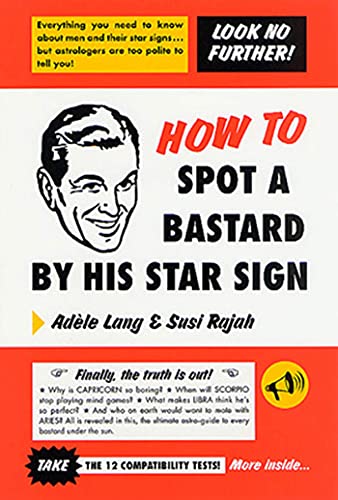 Everything you need to know
about men and their star signs...
but astrologers are too polite to
tell you!
LOOK NO
FURTHER!
HOW TO
SPOT A
BASTARD
BY HIS STAR SIGN
Adèle Lang & Susi Rajah
Finally, the truth is out!
★ Why is CAPRICORN so boring? ★ When will SCORPIO
stop playing mind games? ★ What makes LIBRA think he's
so perfect? ★ And who on earth would want to mate with
ARIES? All is revealed in this, the ultimate astro-guide to every
bastard under the sun.
TAKE THE 12 COMPATIBILITY TESTS! More inside...